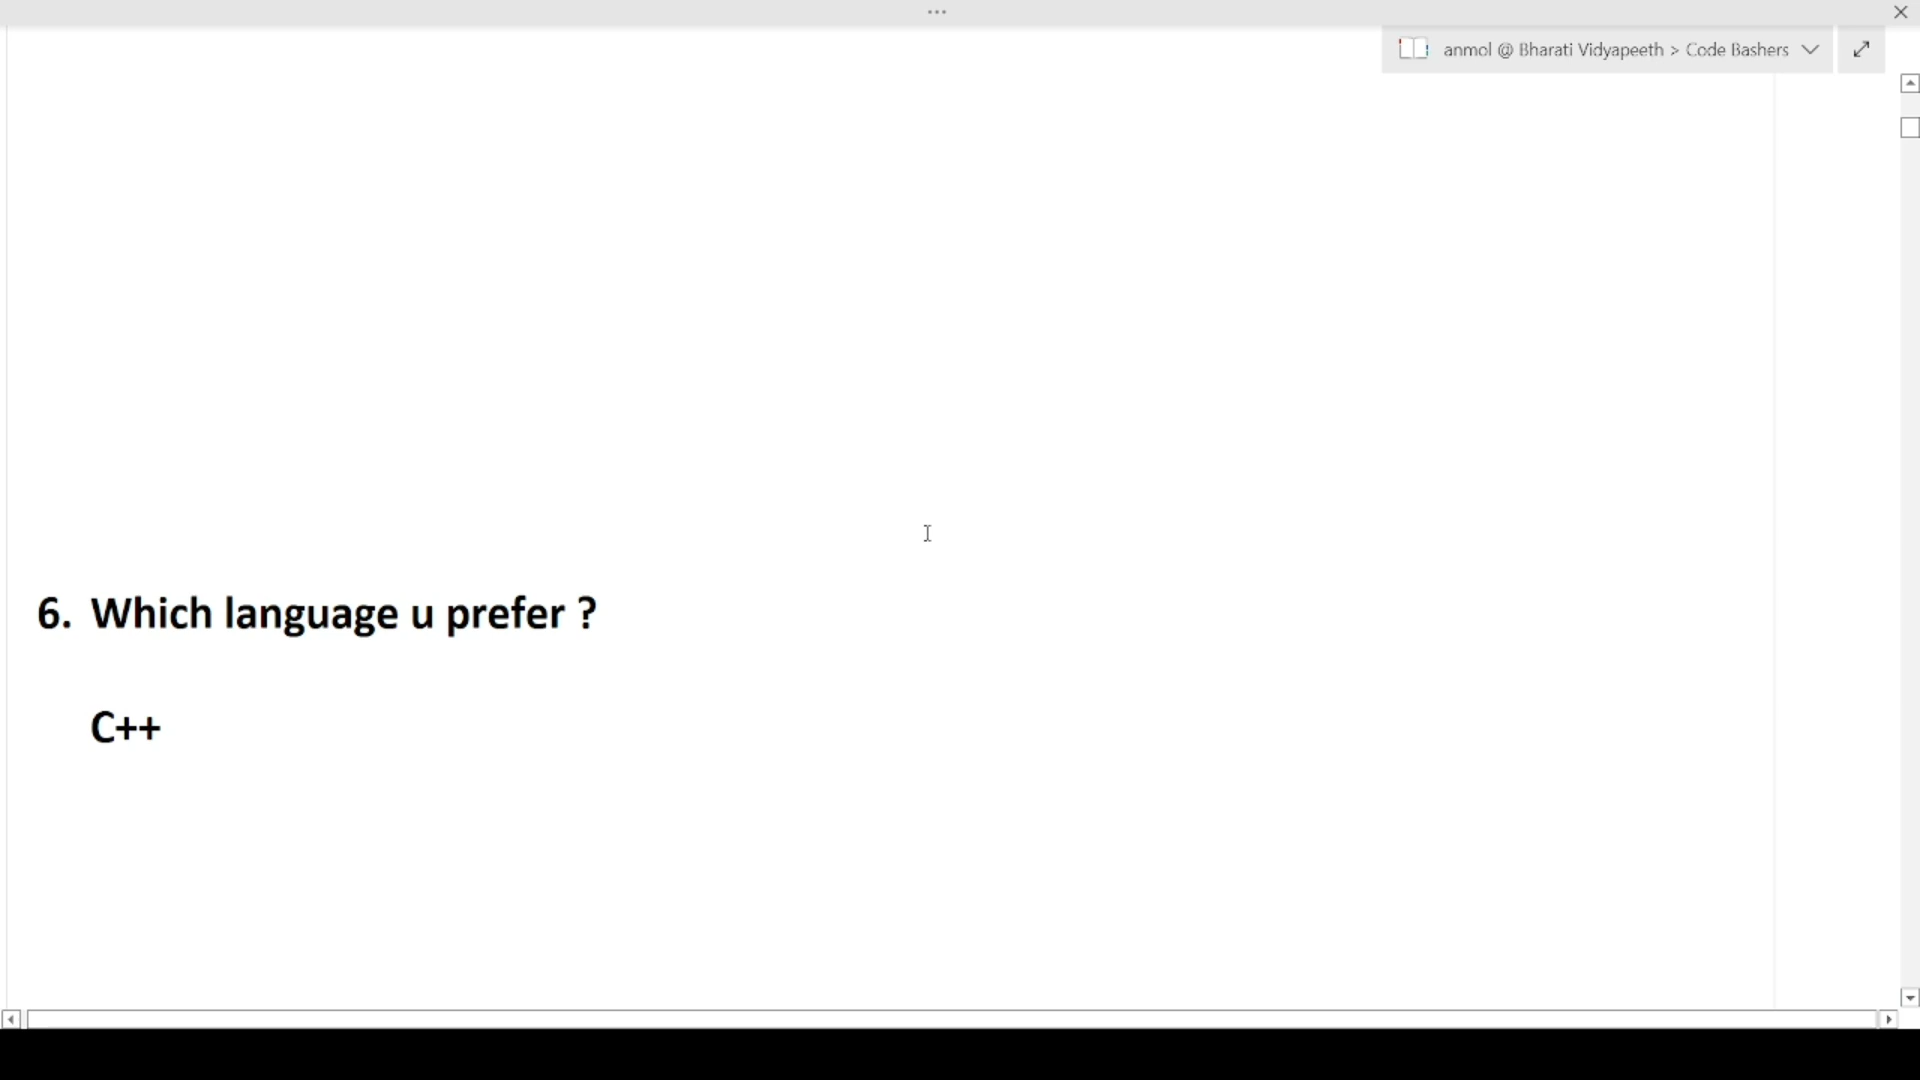 anmol @ Bharati Vidyapeeth > Code Bashers
6. Which language u prefer ?
C++